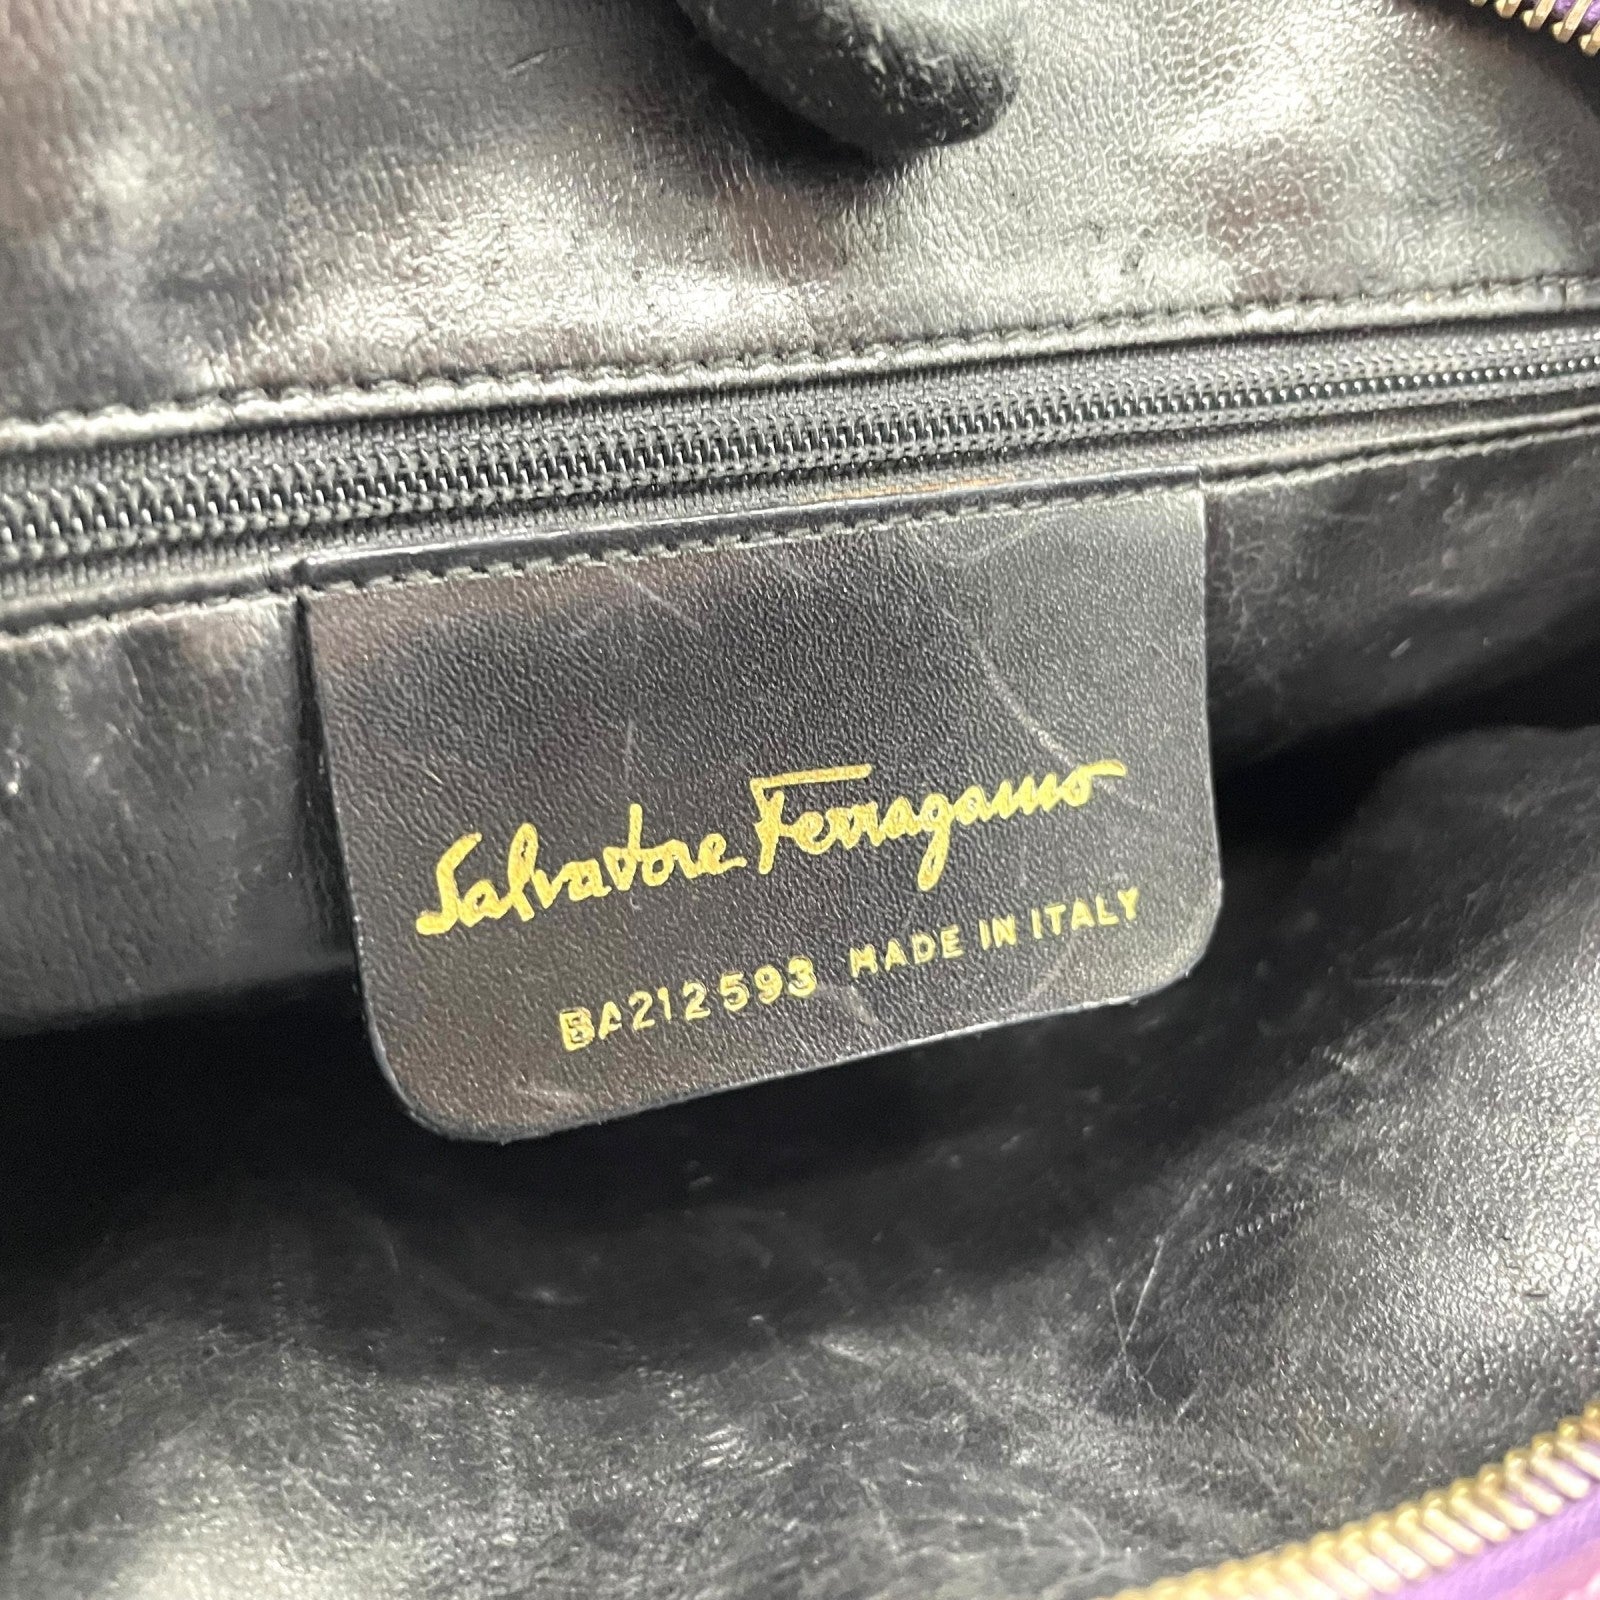 Salvatore Ferragamo
BA212593 MADE IN ITALY